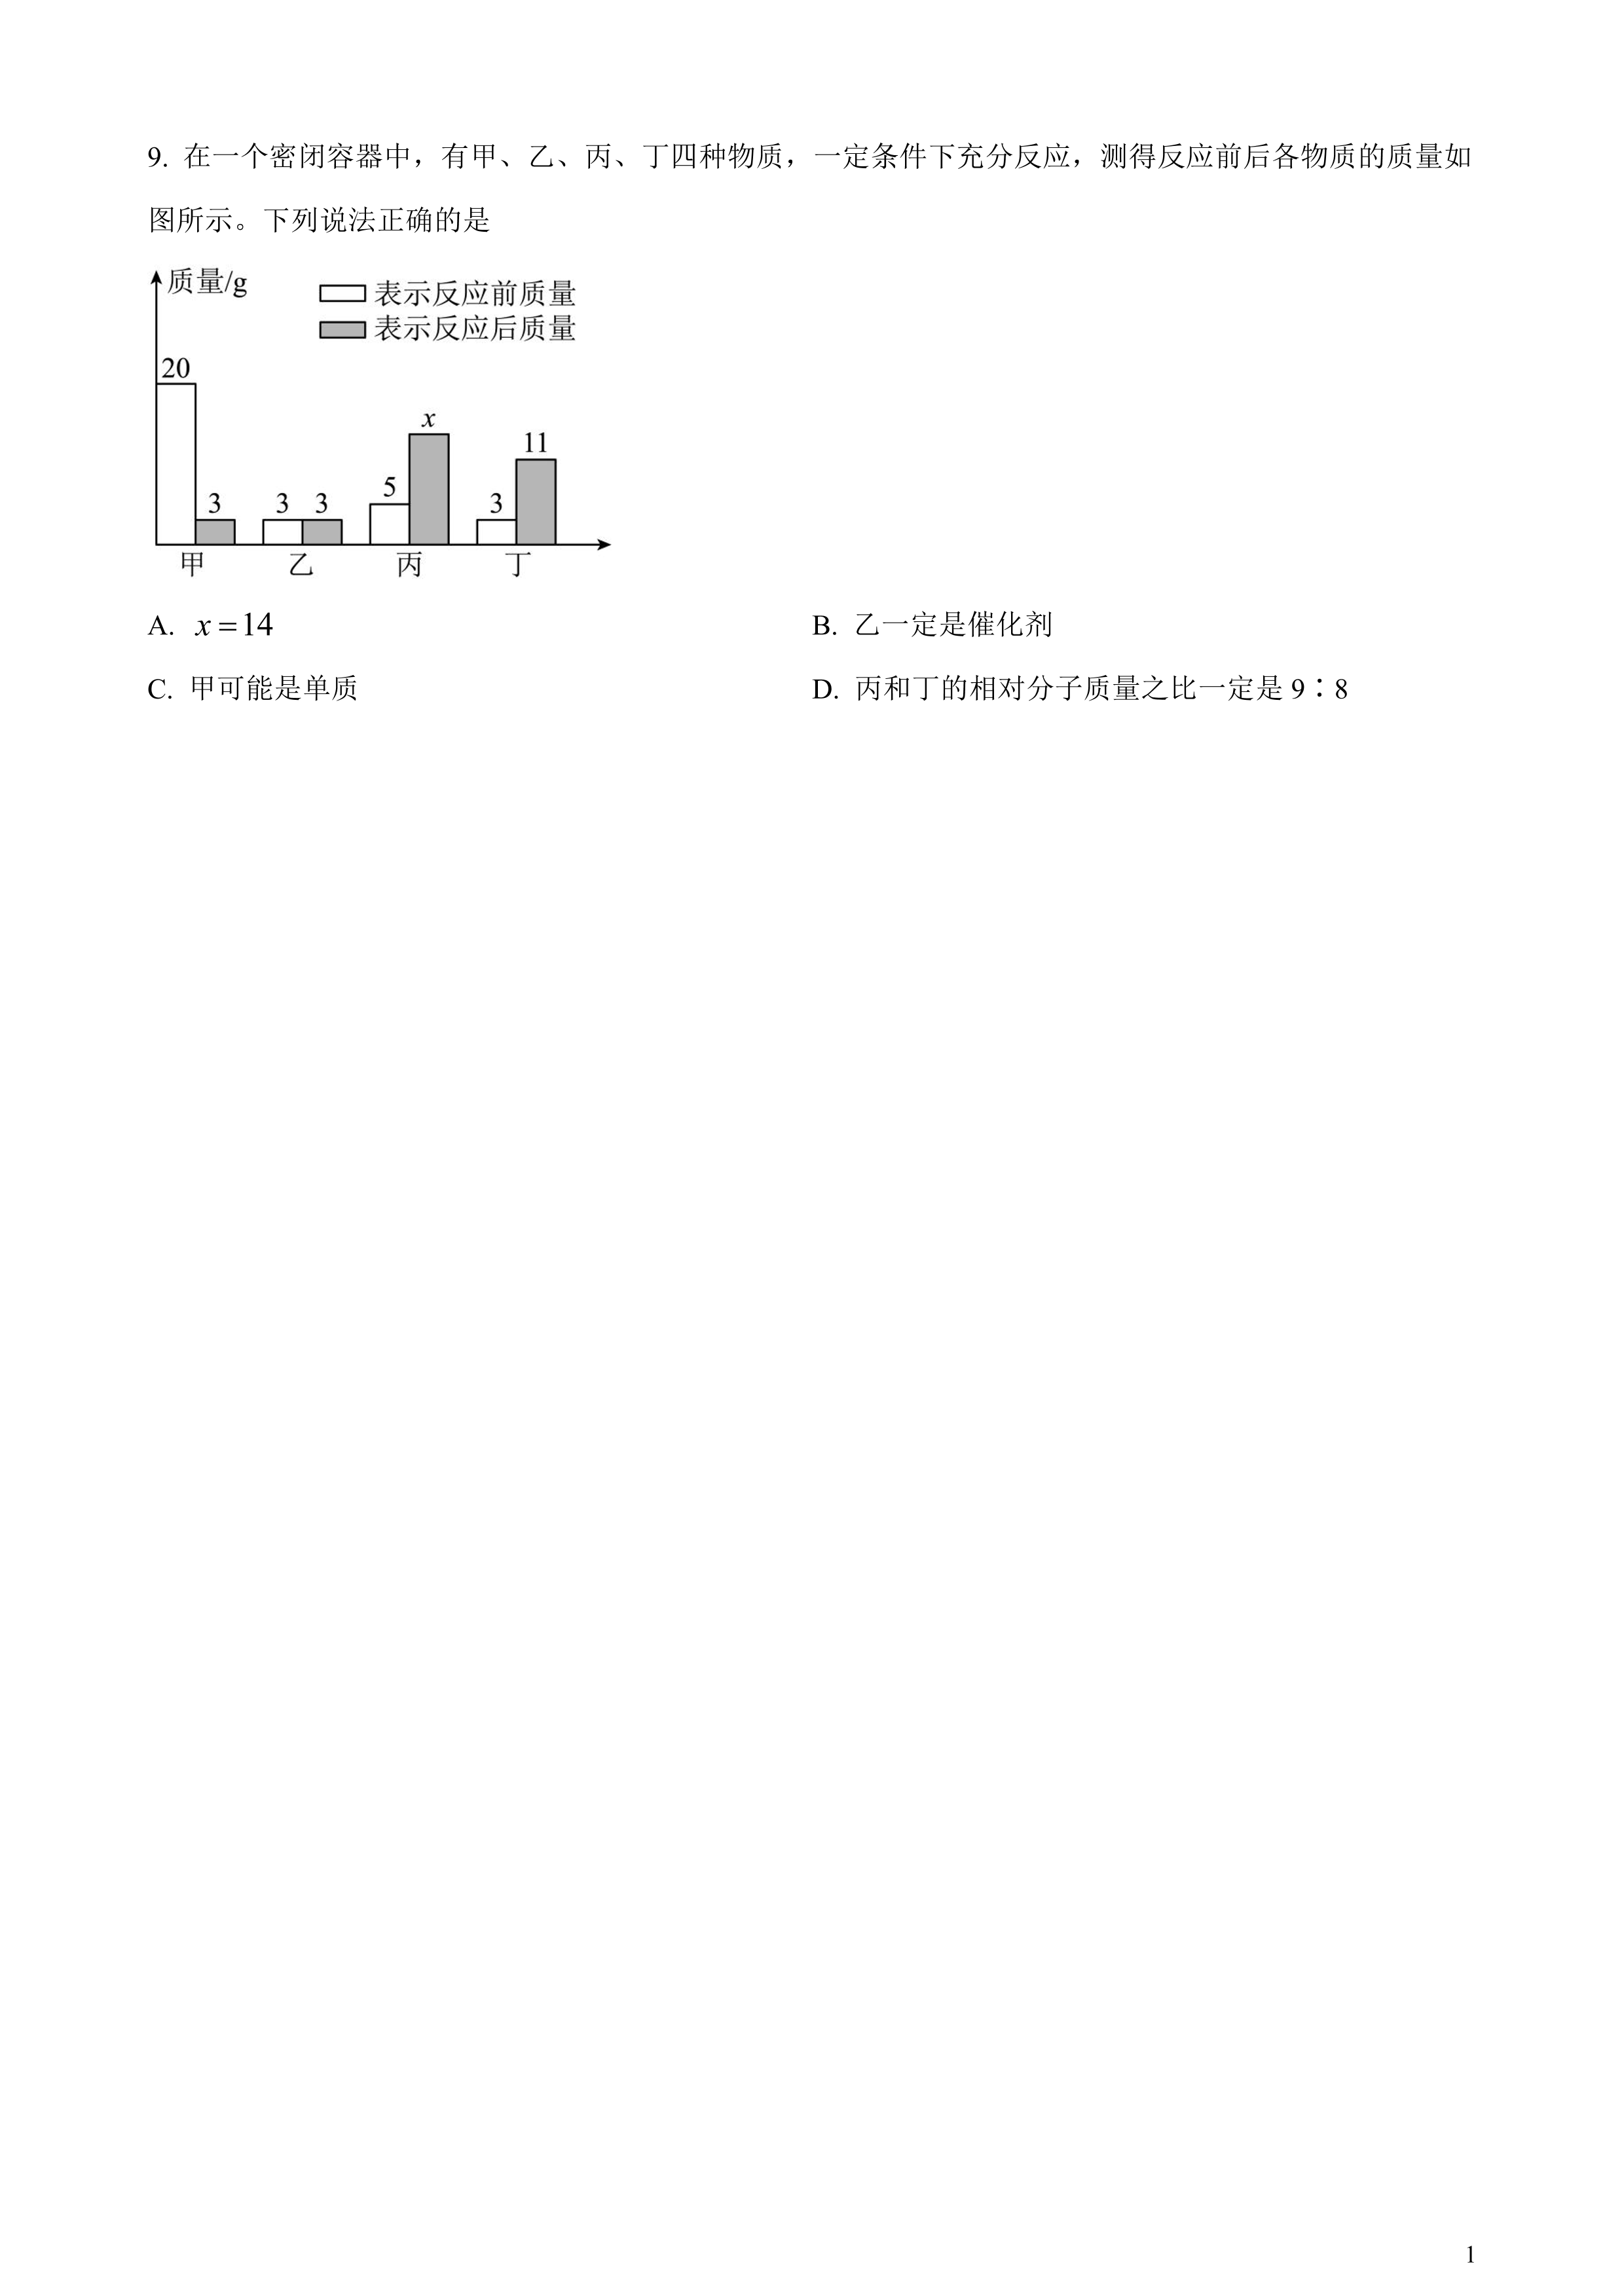 9. 在一个密闭容器中，有甲、乙、丙、丁四种物质，一定条件下充分反应，测得反应前后各物质的质量如
图所示。下列说法正确的是
质量/g
表示反应前质量
表示反应后质量
20
3
3
3
5
x
3
11
甲 乙 丙 丁
A. x=14 B. 乙一定是催化剂
C. 甲可能是单质 D. 丙和丁的相对分子质量之比一定是 9∶8
1